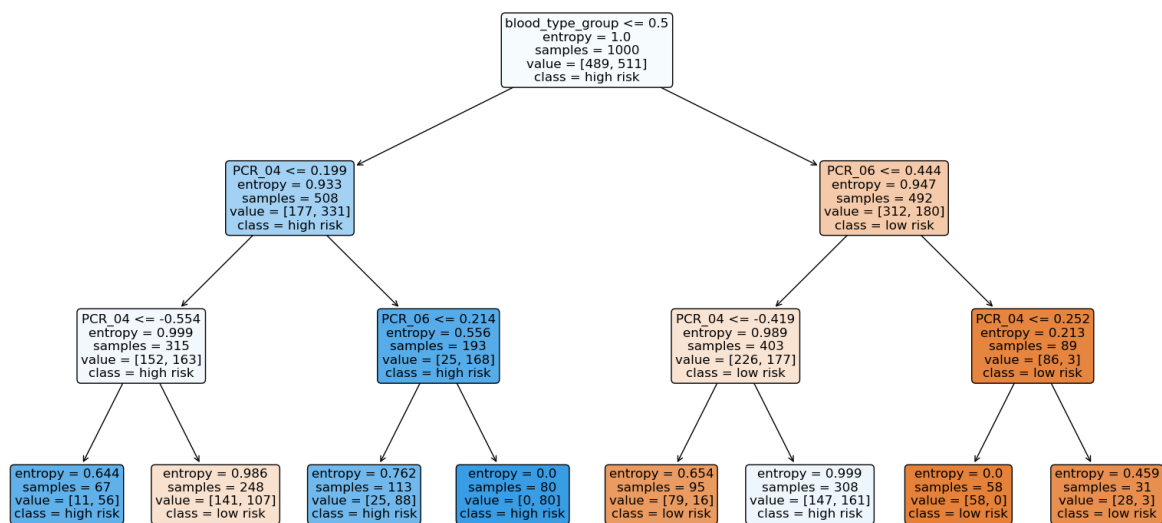 blood_type_group <= 0.5
entropy = 1.0
samples = 1000
value = [489, 511]
class = high risk
PCR_04 <= 0.199
entropy = 0.933
samples = 508
value = [177, 331]
class = high risk
PCR_06 <= 0.444
entropy = 0.947
samples = 492
value = [312, 180]
class = low risk
PCR_04 <= -0.554
entropy = 0.999
samples = 315
value = [152, 163]
class = high risk
PCR_06 <= 0.214
entropy = 0.556
samples = 193
value = [25, 168]
class = high risk
PCR_04 <= -0.419
entropy = 0.989
samples = 403
value = [226, 177]
class = low risk
PCR_04 <= 0.252
entropy = 0.213
samples = 89
value = [86, 3]
class = low risk
entropy = 0.644
samples = 67
value = [11, 56]
class = high risk
entropy = 0.986
samples = 248
value = [141, 107]
class = low risk
entropy = 0.762
samples = 113
value = [25, 88]
class = high risk
entropy = 0.0
samples = 80
value = [0, 80]
class = high risk
entropy = 0.654
samples = 95
value = [79, 16]
class = low risk
entropy = 0.999
samples = 308
value = [147, 161]
class = high risk
entropy = 0.0
samples = 58
value = [58, 0]
class = low risk
entropy = 0.459
samples = 31
value = [28, 3]
class = low risk